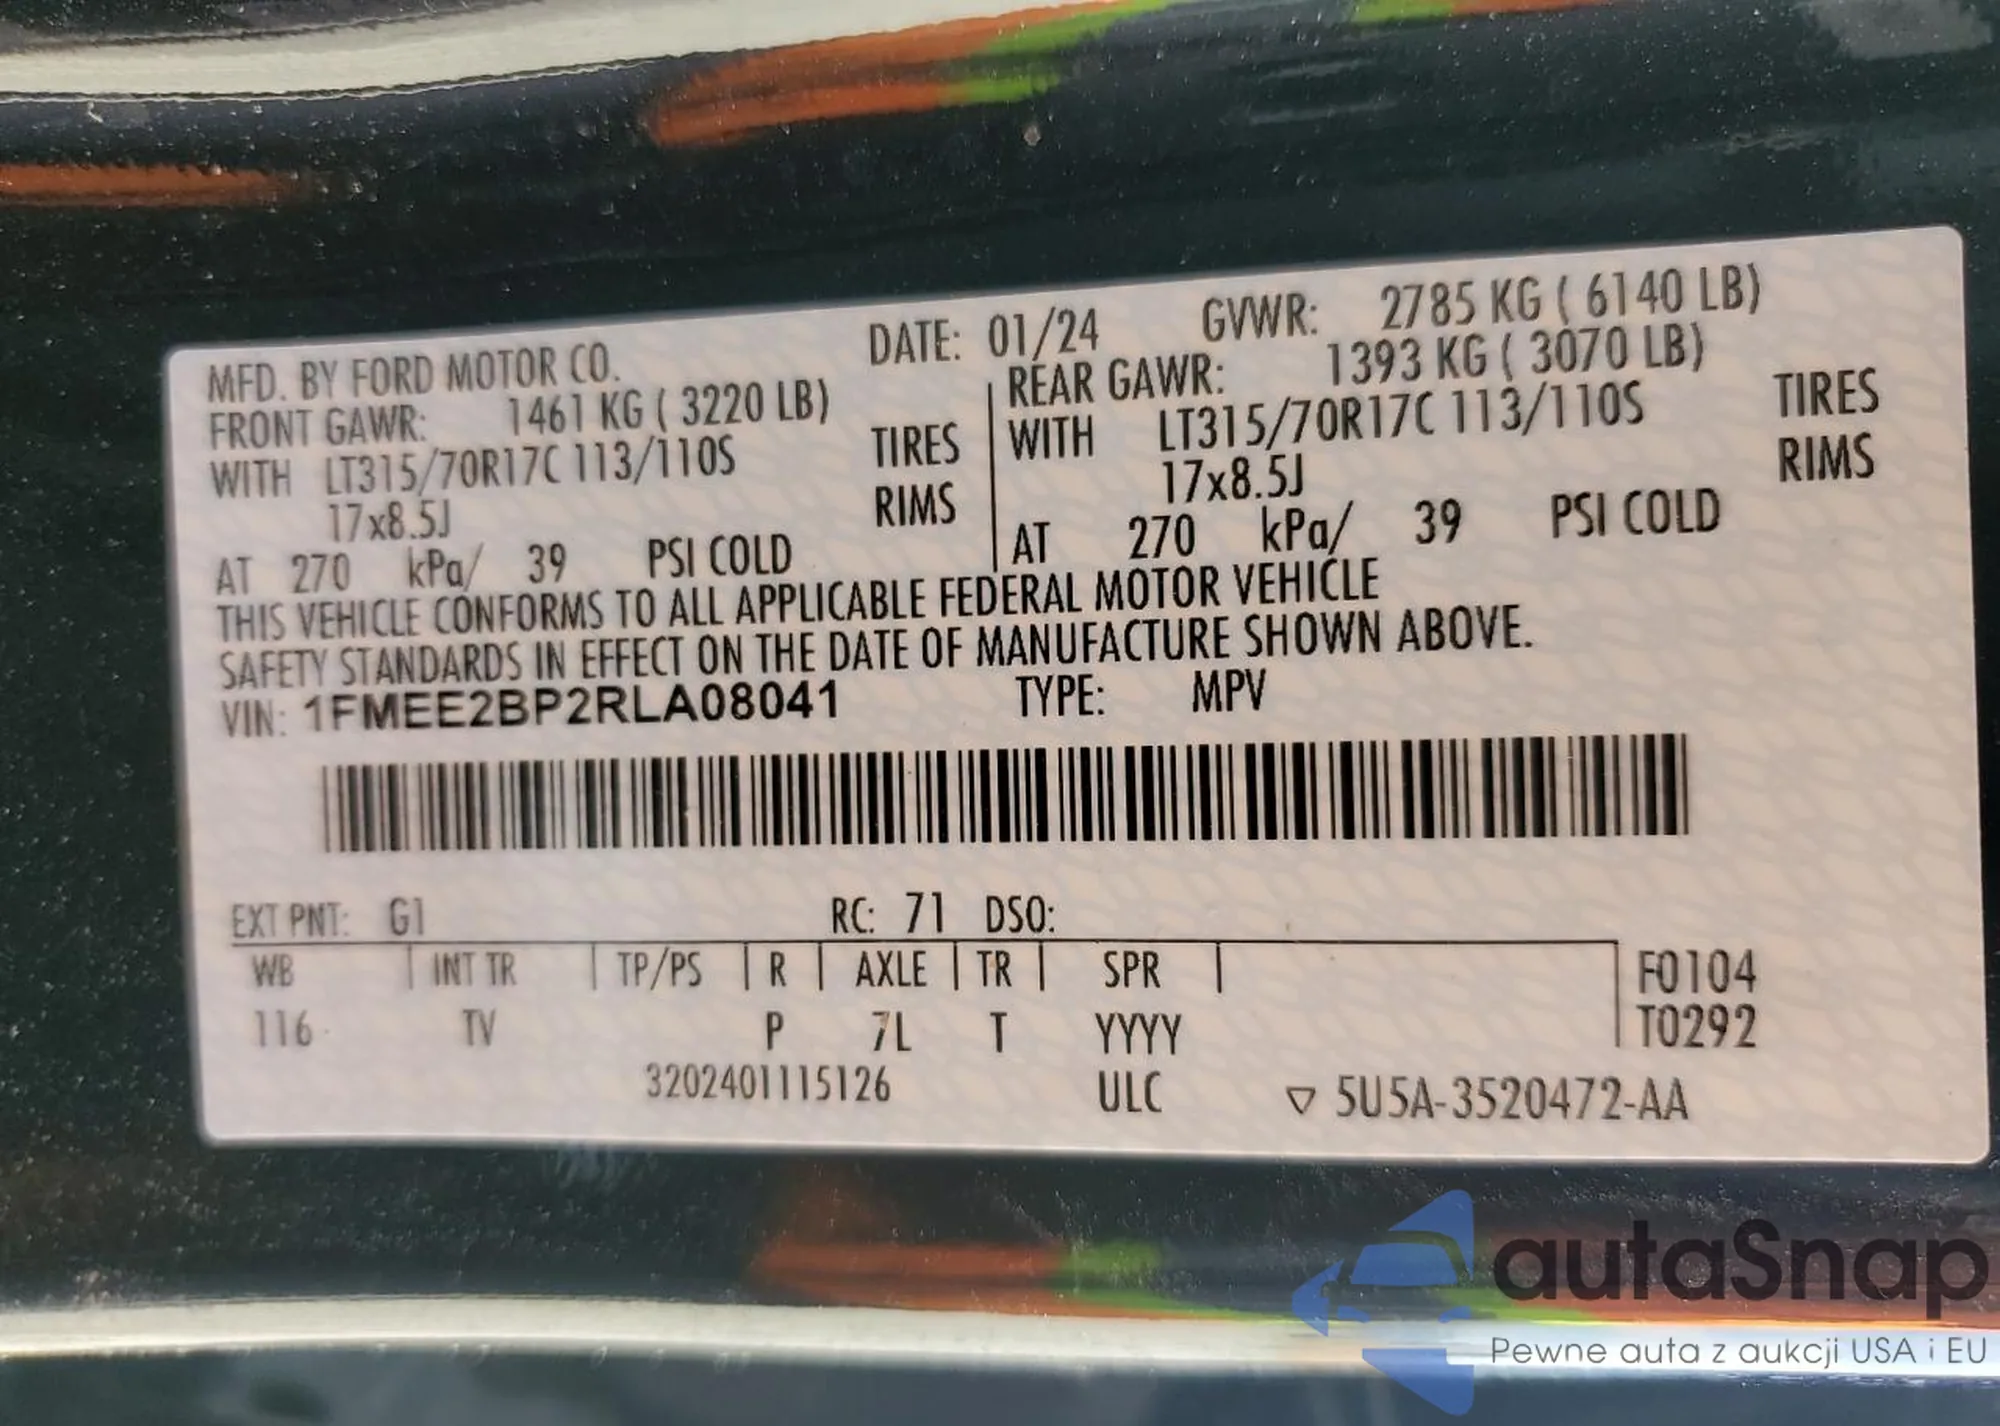 MFD. BY FORD MOTOR CO. DATE: 01/24 GVWR: 2785 KG ( 6140 LB)
FRONT GAWR: 1461 KG ( 3220 LB) REAR GAWR: 1393 KG ( 3070 LB)
WITH LT315/70R17C 113/110S TIRES WITH LT315/70R17C 113/110S TIRES
17x8.5J RIMS 17x8.5J RIMS
AT 270 kPa/ 39 PSI COLD AT 270 kPa/ 39 PSI COLD
THIS VEHICLE CONFORMS TO ALL APPLICABLE FEDERAL MOTOR VEHICLE
SAFETY STANDARDS IN EFFECT ON THE DATE OF MANUFACTURE SHOWN ABOVE.
VIN: 1FMEE2BP2RLA08041 TYPE: MPV
EXT PNT: G1 RC: 71 DSO:
WB INT TR TP/PS R AXLE TR SPR F0104
116 TV P 7L T YYYY T0292
3202401115126 ULC ▽ 5U5A-3520472-AA
autaSnap
Pewne auta z aukcji USA i EU